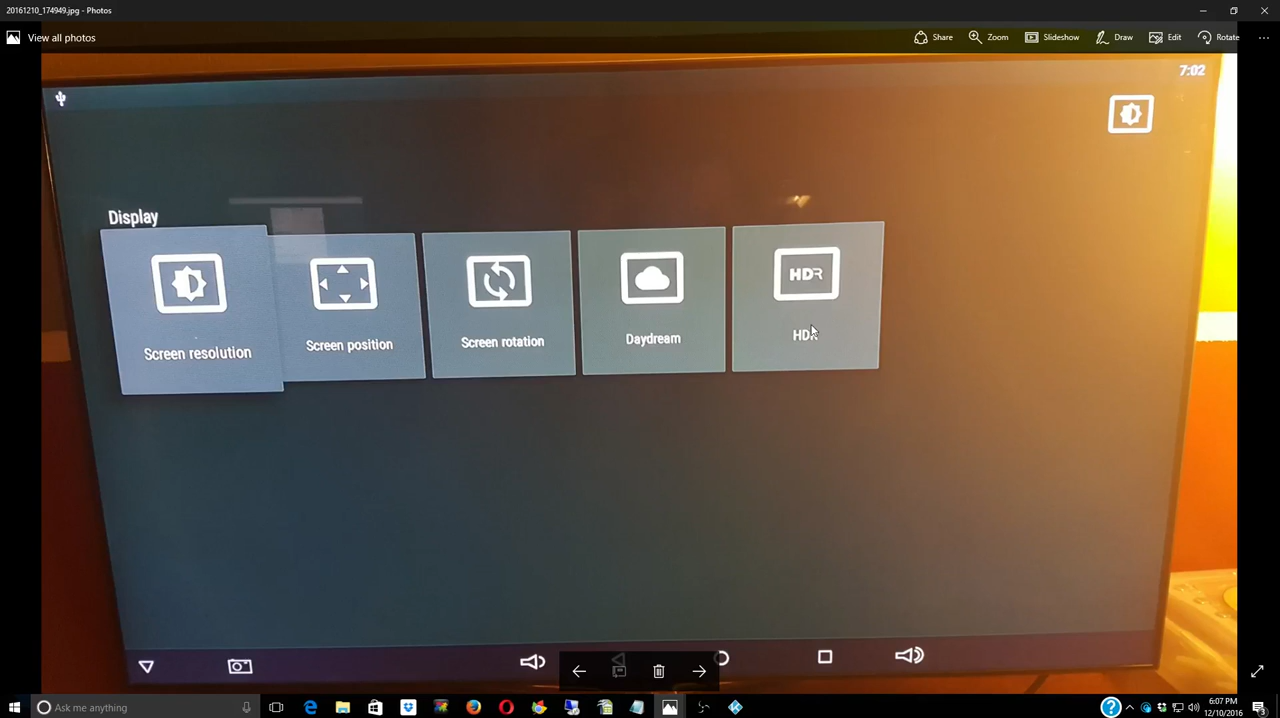 20161210_174949.jpg - Photos
View all photos
Share
Zoom
Slideshow
Draw
Edit
Rotate
7:02
Display
Screen resolution
Screen position
Screen rotation
Daydream
HDR
HDR
Ask me anything
6:07 PM
12/10/2016